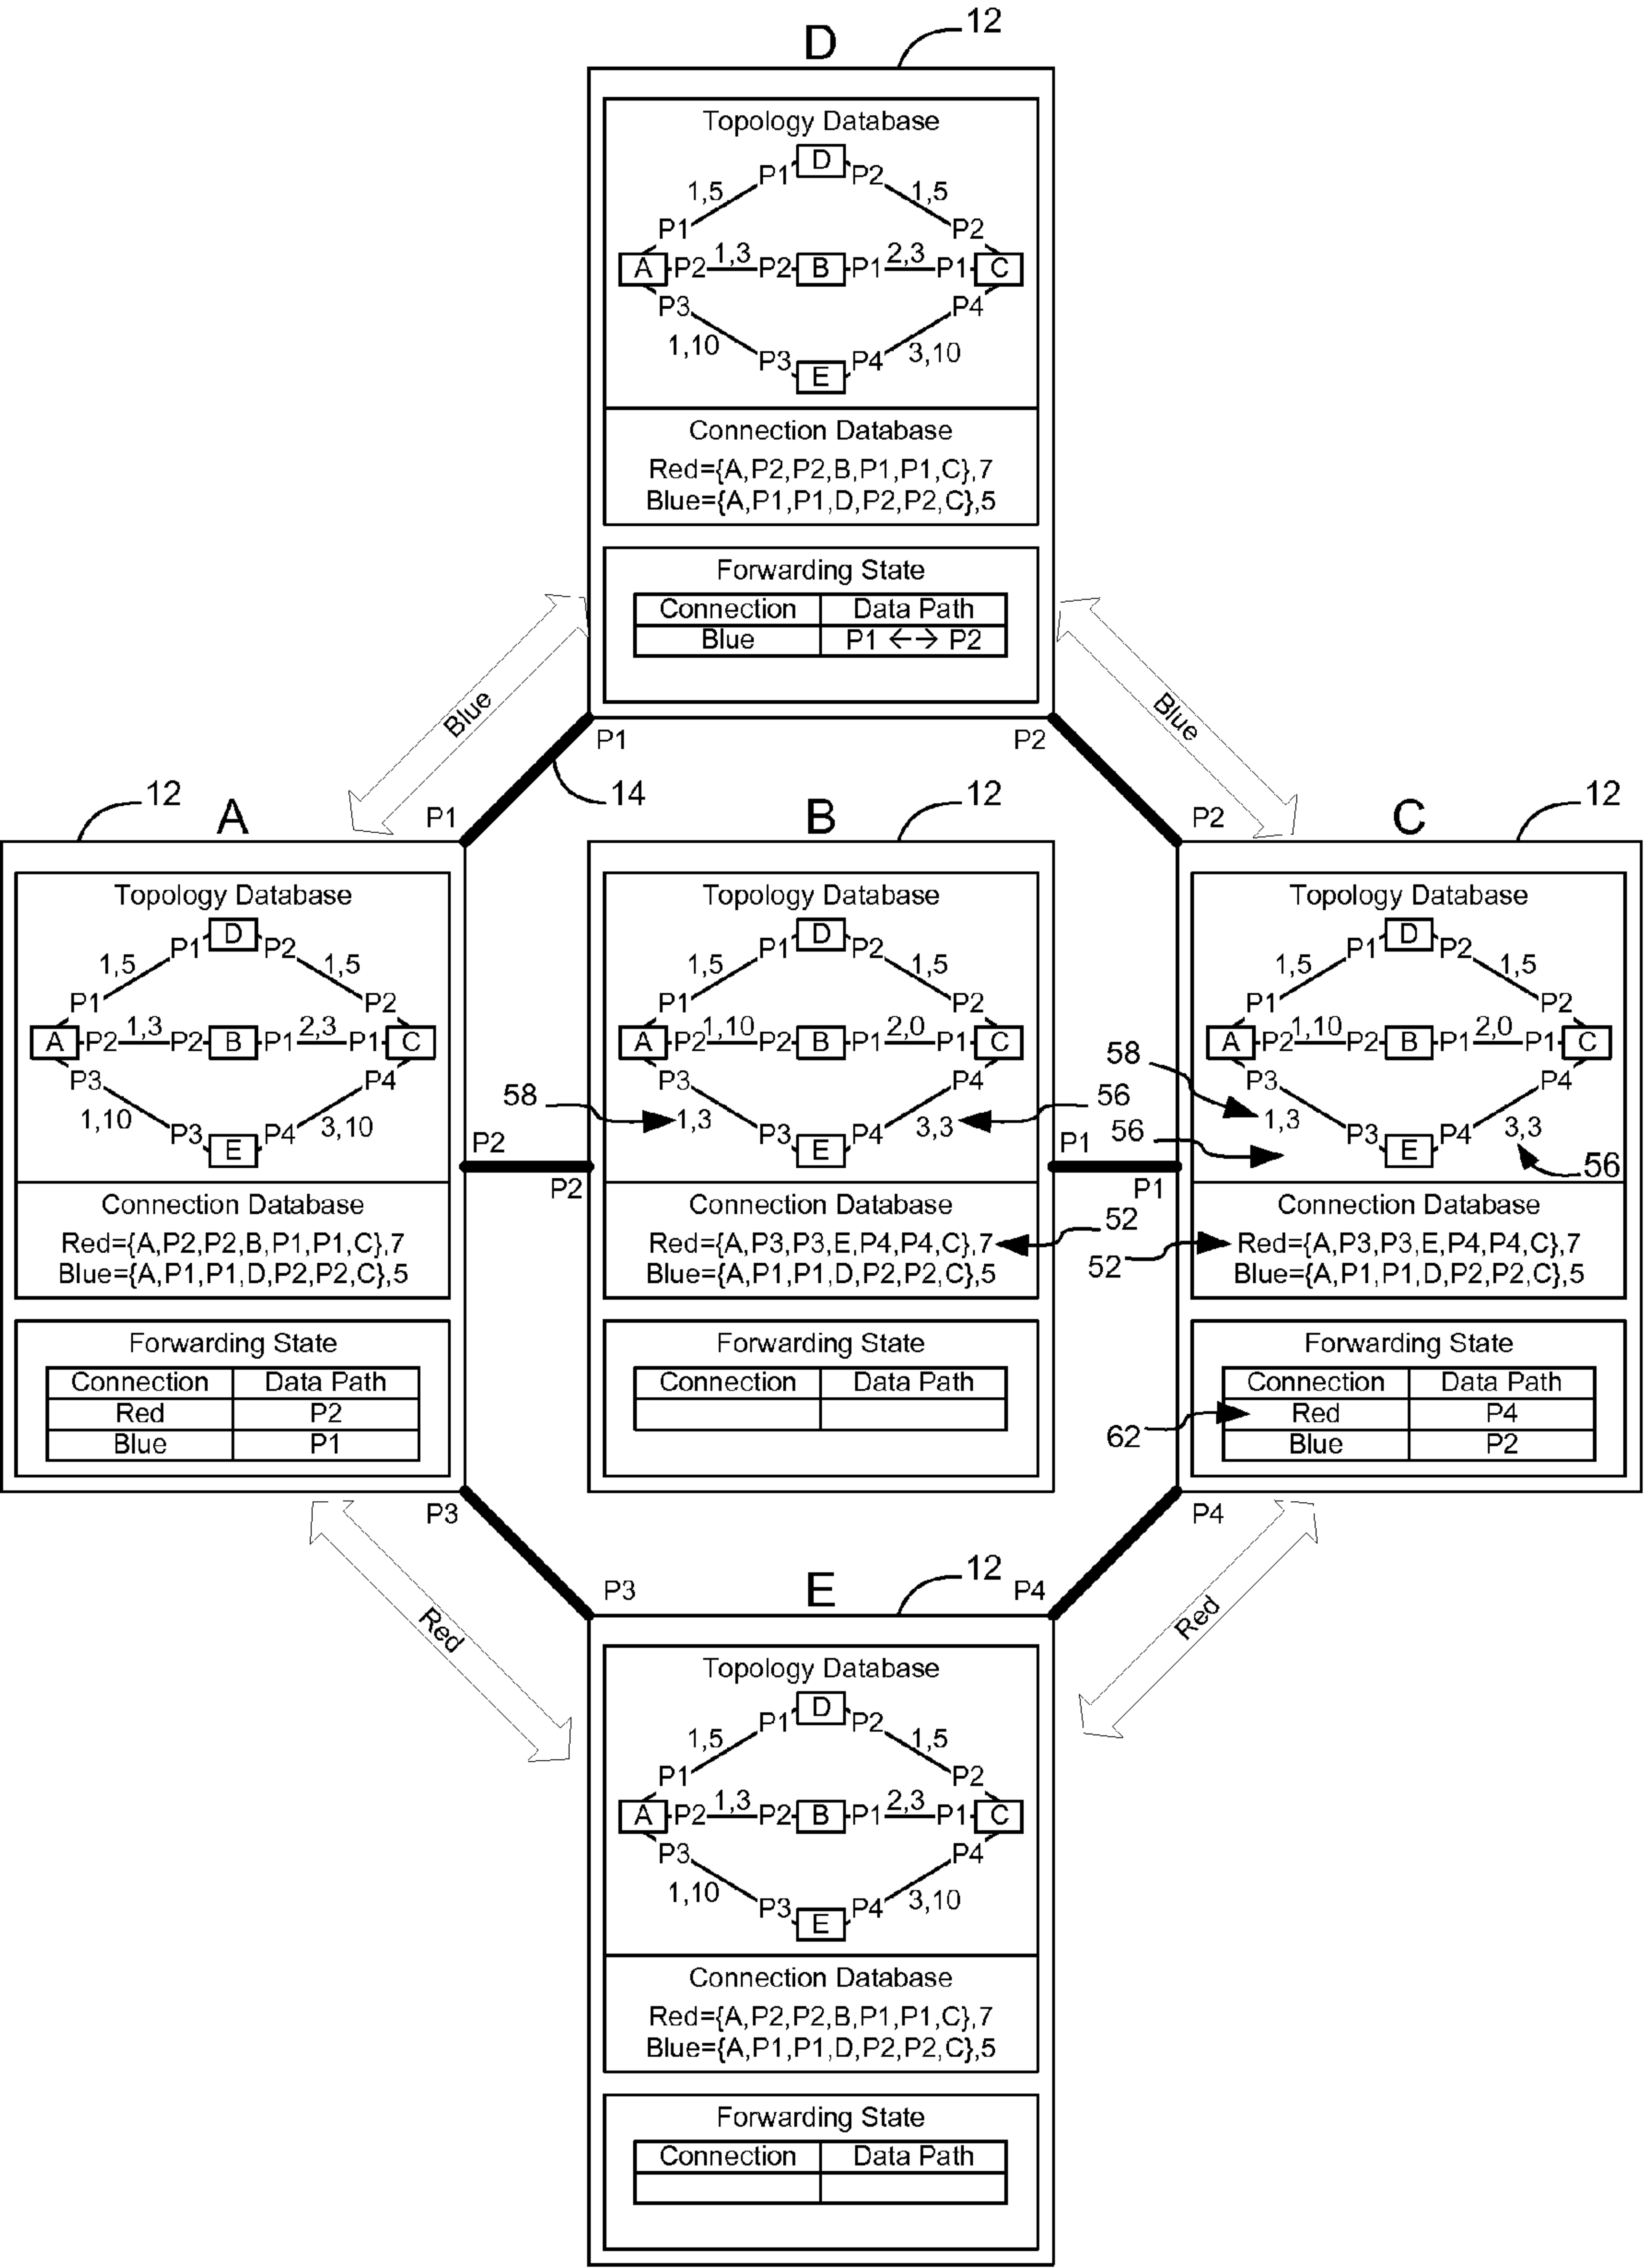 D
12
Topology Database
D
P1 P2
1,5 1,5
P1 P2
A P2 1,3 P2 B P1 2,3 P1 C
P3 P4
1,10 P3 P4 3,10
E
Connection Database
Red={A,P2,P2,B,P1,P1,C},7
Blue={A,P1,P1,D,P2,P2,C},5
Forwarding State
Connection Data Path
Blue P1 ←→ P2
Blue
Blue
P1 P2
14
P1 P2
A
12
Topology Database
D
P1 P2
1,5 1,5
P1 P2
A P2 1,3 P2 B P1 2,3 P1 C
P3 P4
1,10 P3 P4 3,10
E
Connection Database
Red={A,P2,P2,B,P1,P1,C},7
Blue={A,P1,P1,D,P2,P2,C},5
Forwarding State
Connection Data Path
Red P2
Blue P1
P2
P2
B
12
Topology Database
D
P1 P2
1,5 1,5
P1 P2
A P2 1,10 P2 B P1 2,0 P1 C
P3 P4
58 1,3 P3 P4 3,3 56
E
Connection Database
Red={A,P3,P3,E,P4,P4,C},7 52
Blue={A,P1,P1,D,P2,P2,C},5
Forwarding State
Connection Data Path
P1
P1
C
12
Topology Database
D
P1 P2
1,5 1,5
P1 P2
A P2 1,10 P2 B P1 2,0 P1 C
58 P3 P4
1,3 P3 P4 3,3
56 E 56
Connection Database
52 Red={A,P3,P3,E,P4,P4,C},7
Blue={A,P1,P1,D,P2,P2,C},5
Forwarding State
Connection Data Path
62 Red P4
Blue P2
P3 P4
Red
Red
P3 P4
E
12
Topology Database
D
P1 P2
1,5 1,5
P1 P2
A P2 1,3 P2 B P1 2,3 P1 C
P3 P4
1,10 P3 P4 3,10
E
Connection Database
Red={A,P2,P2,B,P1,P1,C},7
Blue={A,P1,P1,D,P2,P2,C},5
Forwarding State
Connection Data Path